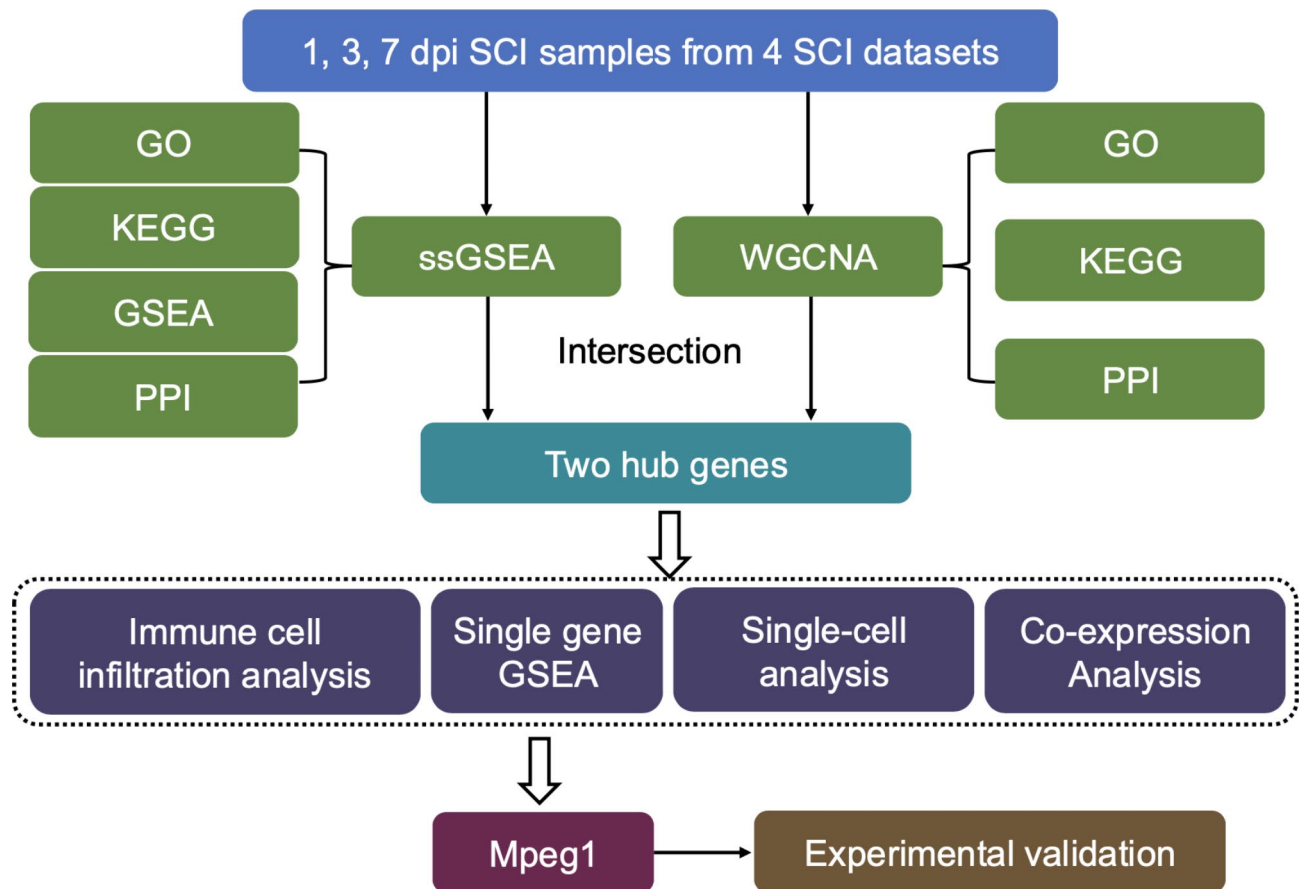 1, 3, 7 dpi SCI samples from 4 SCI datasets
GO
KEGG
GSEA
PPI
ssGSEA
WGCNA
GO
KEGG
PPI
Intersection
Two hub genes
Immune cell
infiltration analysis
Single gene
GSEA
Single-cell
analysis
Co-expression
Analysis
Mpeg1
Experimental validation